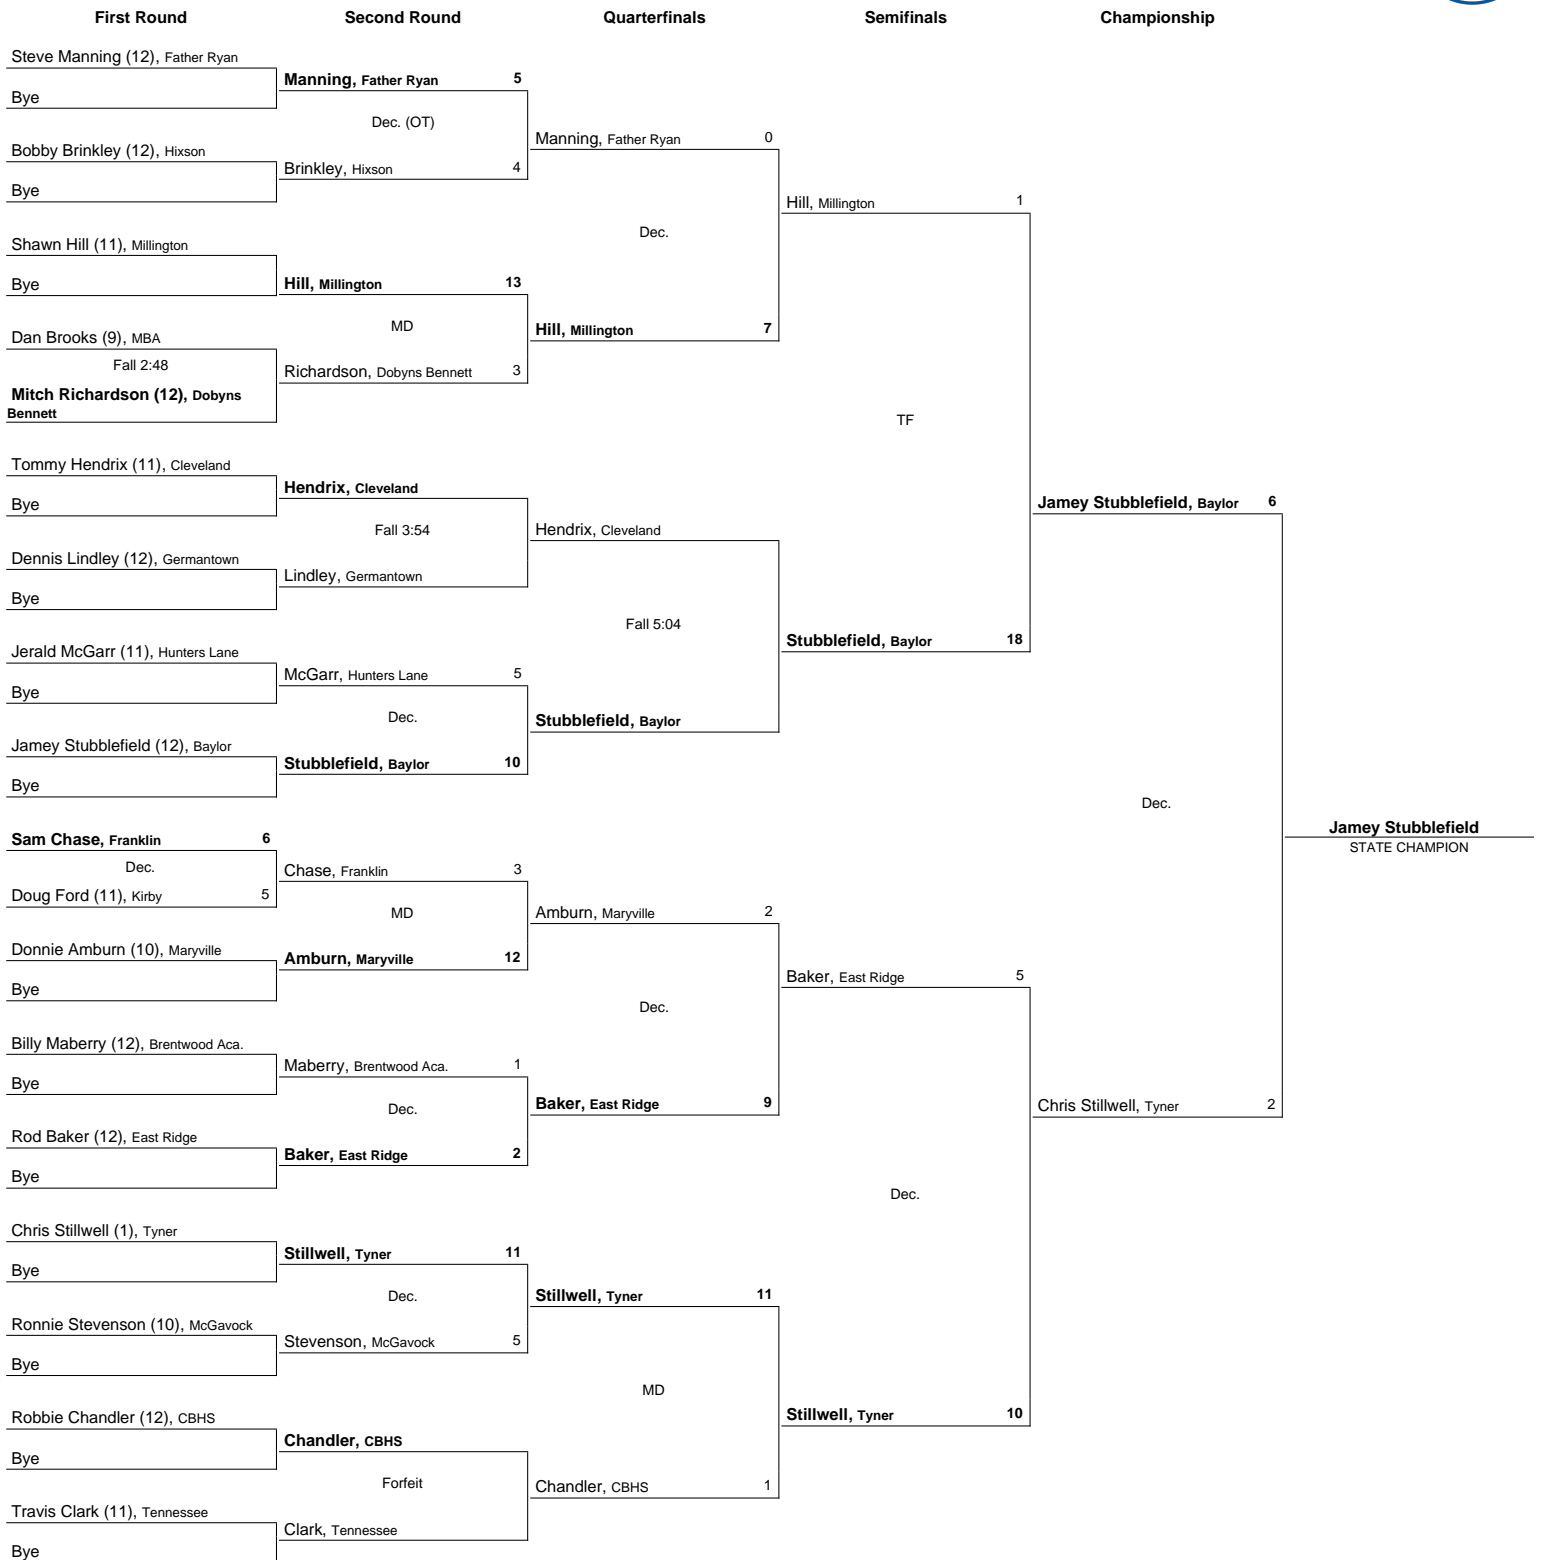 First Round Second Round Quarterfinals Semifinals Championship
Steve Manning (12), Father Ryan
Bye
Bobby Brinkley (12), Hixson
Bye
Shawn Hill (11), Millington
Bye
Dan Brooks (9), MBA
Fall 2:48
Mitch Richardson (12), Dobyns
Bennett
Tommy Hendrix (11), Cleveland
Bye
Dennis Lindley (12), Germantown
Bye
Jerald McGarr (11), Hunters Lane
Bye
Jamey Stubblefield (12), Baylor
Bye
Sam Chase, Franklin 6
Dec.
Doug Ford (11), Kirby 5
Donnie Amburn (10), Maryville
Bye
Billy Maberry (12), Brentwood Aca.
Bye
Rod Baker (12), East Ridge
Bye
Chris Stillwell (1), Tyner
Bye
Ronnie Stevenson (10), McGavock
Bye
Robbie Chandler (12), CBHS
Bye
Travis Clark (11), Tennessee
Bye
Manning, Father Ryan 5
Dec. (OT)
Brinkley, Hixson 4
Hill, Millington 13
MD
Richardson, Dobyns Bennett 3
Hendrix, Cleveland
Fall 3:54
Lindley, Germantown
McGarr, Hunters Lane 5
Dec.
Stubblefield, Baylor 10
Chase, Franklin 3
MD
Amburn, Maryville 12
Maberry, Brentwood Aca. 1
Dec.
Baker, East Ridge 2
Stillwell, Tyner 11
Dec.
Stevenson, McGavock 5
Chandler, CBHS
Forfeit
Clark, Tennessee
Manning, Father Ryan 0
Dec.
Hill, Millington 7
Hendrix, Cleveland
Fall 5:04
Stubblefield, Baylor
Amburn, Maryville 2
Dec.
Baker, East Ridge 9
Stillwell, Tyner 11
MD
Chandler, CBHS 1
Hill, Millington 1
TF
Stubblefield, Baylor 18
Baker, East Ridge 5
Dec.
Stillwell, Tyner 10
Jamey Stubblefield, Baylor 6
Dec.
Chris Stillwell, Tyner 2
Jamey Stubblefield
STATE CHAMPION